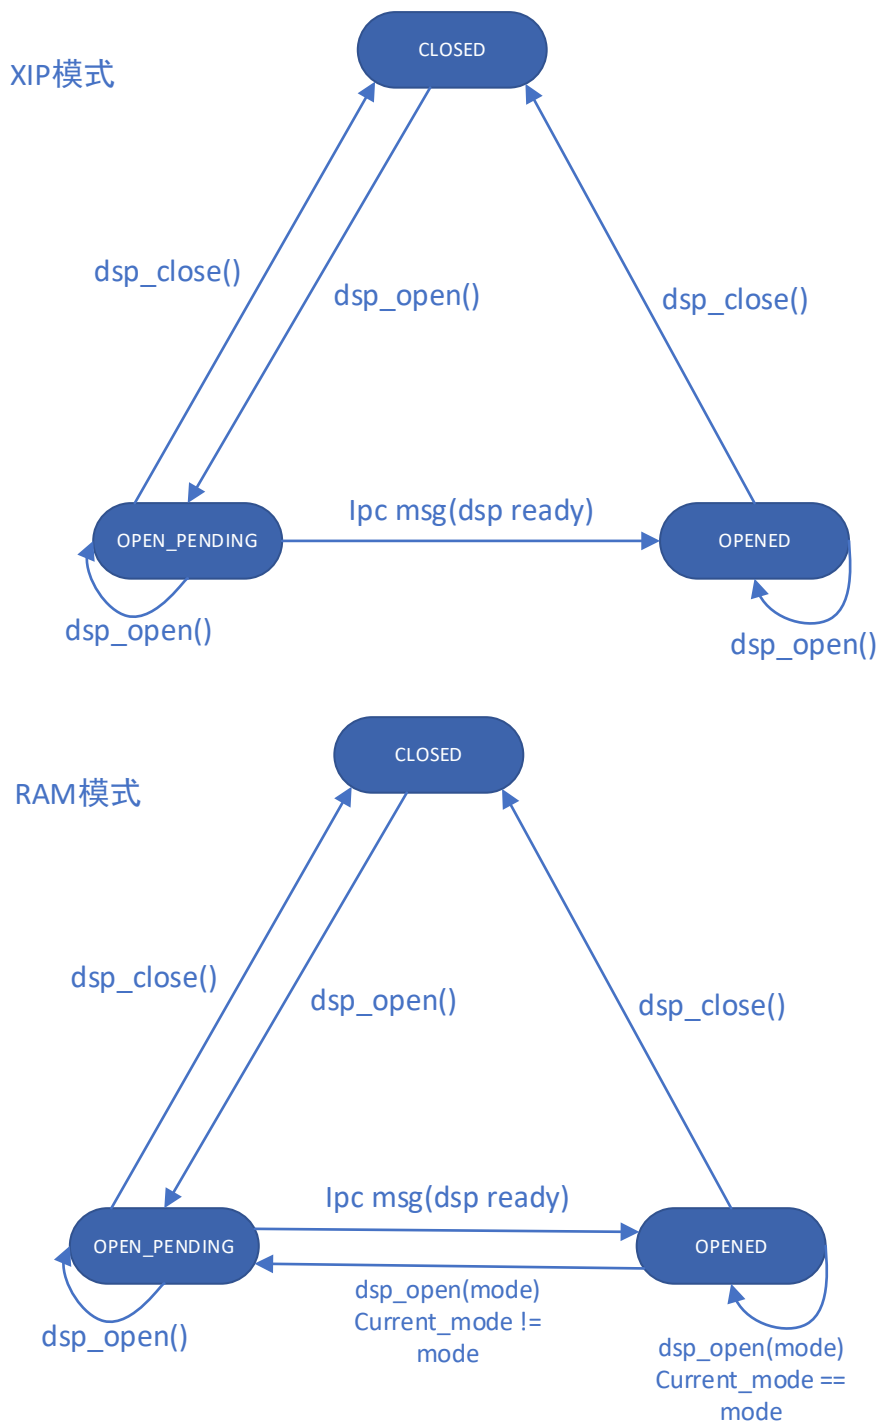 CLOSED
XIP模式
dsp_close()
dsp_open()
dsp_close()
Ipc msg(dsp ready)
OPEN_PENDING
OPENED
dsp_open()
dsp_open()
CLOSED
RAM模式
dsp_close()
dsp_open()
dsp_close()
Ipc msg(dsp ready)
OPEN_PENDING
OPENED
dsp_open(mode)
Current_mode !=
mode
dsp_open()
dsp_open(mode)
Current_mode ==
mode